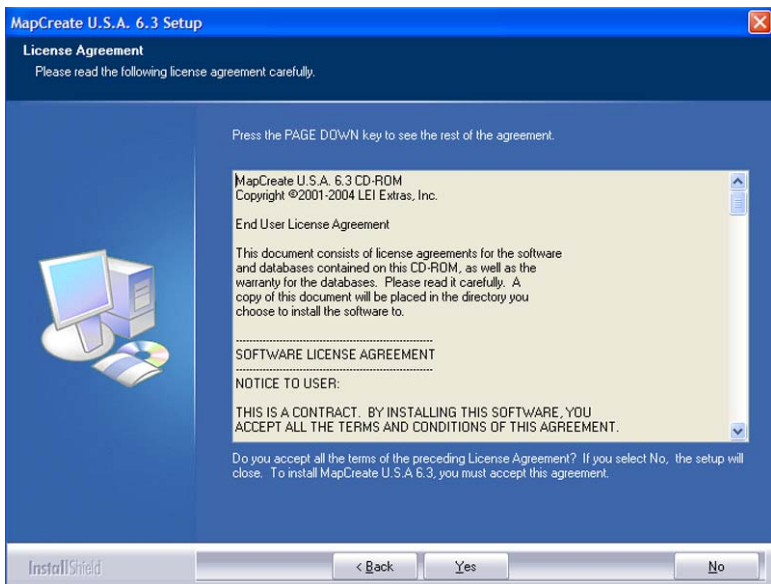 MapCreate U.S.A. 6.3 Setup
License Agreement
Please read the following license agreement carefully.
Press the PAGE DOWN key to see the rest of the agreement.
MapCreate U.S.A. 6.3 CD-ROM
Copyright ©2001-2004 LEI Extras, Inc.
End User License Agreement
This document consists of license agreements for the software
and databases contained on this CD-ROM, as well as the
warranty for the databases.  Please read it carefully.  A
copy of this document will be placed in the directory you
choose to install the software to.
SOFTWARE LICENSE AGREEMENT
NOTICE TO USER:
THIS IS A CONTRACT.  BY INSTALLING THIS SOFTWARE, YOU
ACCEPT ALL THE TERMS AND CONDITIONS OF THIS AGREEMENT.
Do you accept all the terms of the preceding License Agreement?  If you select No,  the setup will
close.  To install MapCreate U.S.A 6.3, you must accept this agreement.
InstallShield
< Back
Yes
No